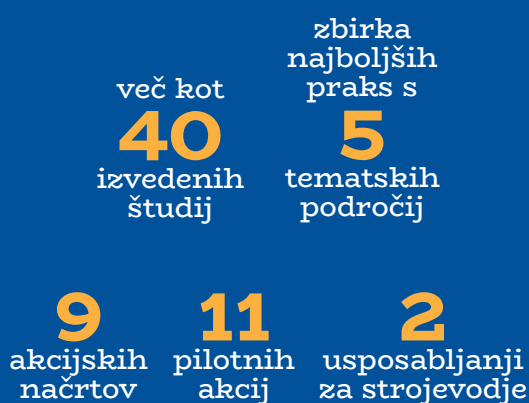 več kot
40
izvedenih
študij
zbirka
najboljših
praks s
5
tematskih
področij
9
akcijskih
načrtov
11
pilotnih
akcij
2
usposabljanji
za strojevodje